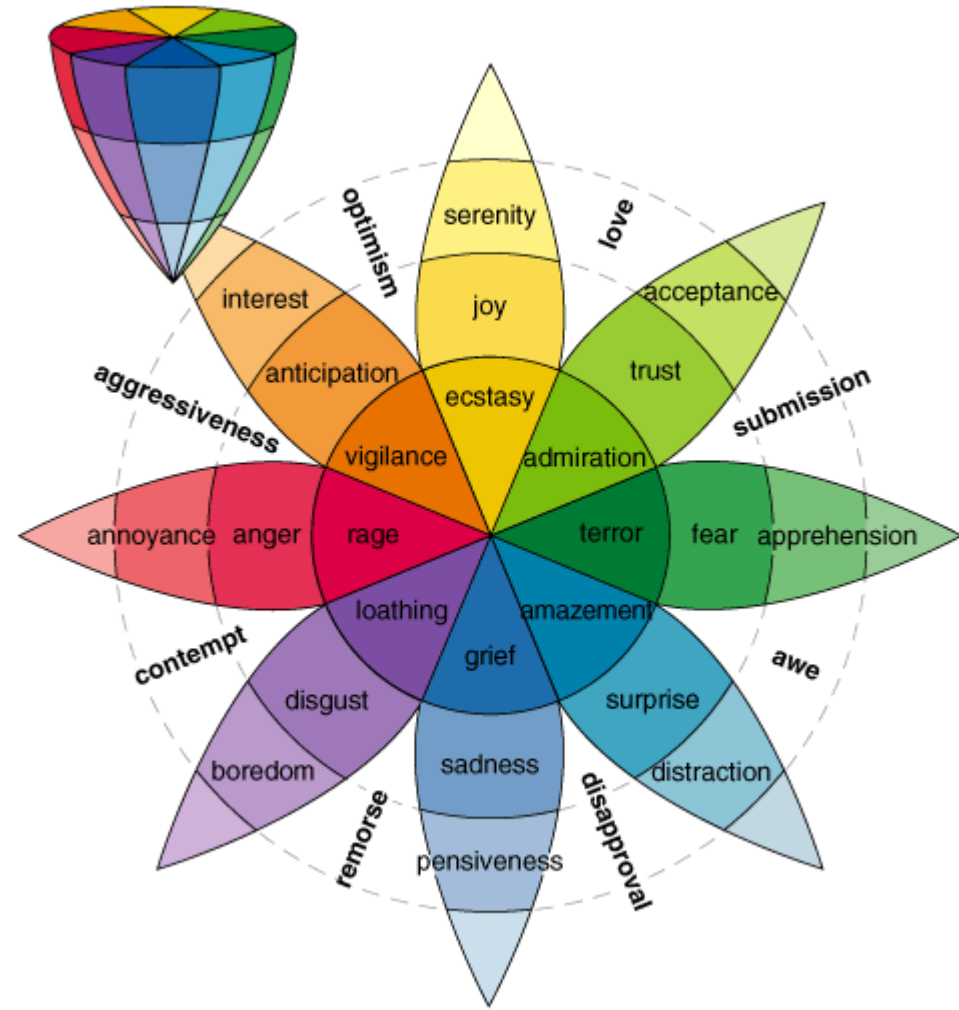 optimism
love
serenity
interest
acceptance
joy
anticipation
trust
aggressiveness
ecstasy
submission
vigilance
admiration
annoyance
anger
rage
terror
fear
apprehension
loathing
amazement
contempt
grief
awe
disgust
surprise
boredom
sadness
distraction
remorse
disapproval
pensiveness